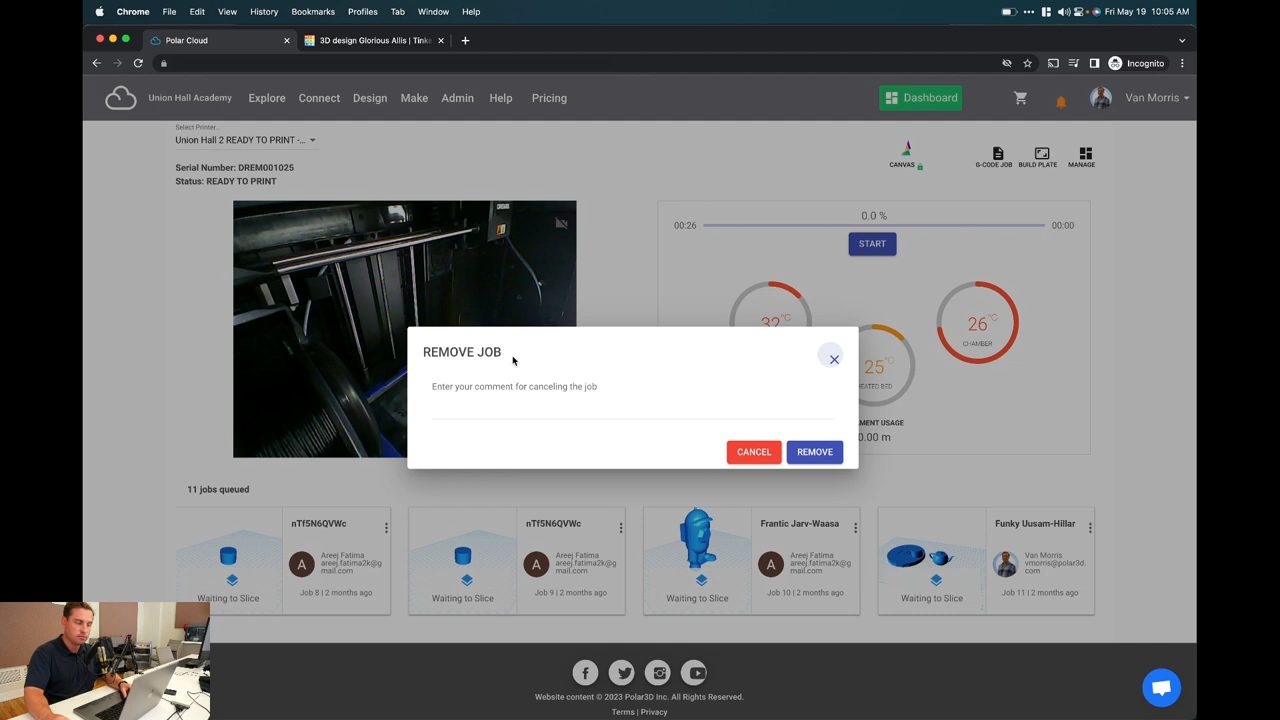 Chrome File Edit View History Bookmarks Profiles Tab Window Help
Fri May 19 10:05 AM
Polar Cloud
3D design Glorious Allis | Tinke
Incognito
Union Hall Academy Explore Connect Design Make Admin Help Pricing
Dashboard
Van Morris
Select Printer...
Union Hall 2 READY TO PRINT -...
Serial Number: DREM001025
Status: READY TO PRINT
CANVAS
G-CODE JOB
BUILD PLATE
MANAGE
0.0 %
00:26
00:00
START
32°C
26°C
CHAMBER
25°C
EATED BED
AMENT USAGE
0.00 m
REMOVE JOB
Enter your comment for canceling the job
CANCEL
REMOVE
11 jobs queued
nTf5N6QVWc
A
Areej Fatima
areej.fatima2k@g
mail.com
Waiting to Slice
Job 8 | 2 months ago
nTf5N6QVWc
A
Areej Fatima
areej.fatima2k@g
mail.com
Waiting to Slice
Job 9 | 2 months ago
Frantic Jarv-Waasa
A
Areej Fatima
areej.fatima2k@g
mail.com
Waiting to Slice
Job 10 | 2 months ago
Funky Uusam-Hillar
Van Morris
vmorris@polar3d.
com
Waiting to Slice
Job 11 | 2 months ago
Website content © 2023 Polar3D Inc. All Rights Reserved.
Terms | Privacy